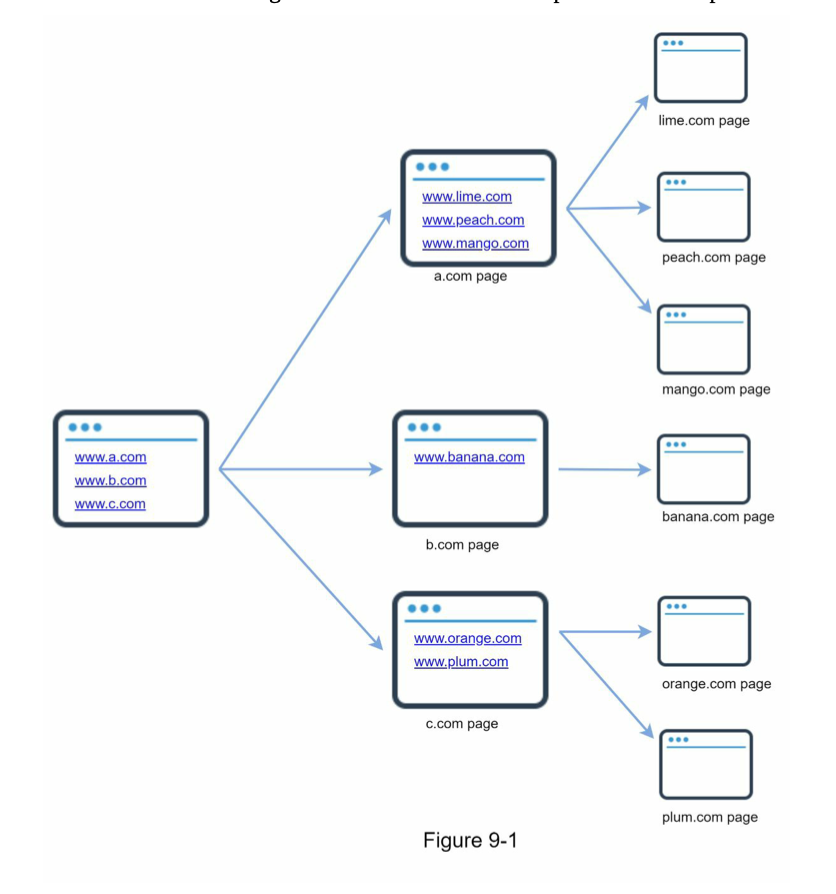 lime.com page
www.lime.com
www.peach.com
www.mango.com
a.com page
peach.com page
mango.com page
www.a.com
www.b.com
www.c.com
www.banana.com
b.com page
banana.com page
www.orange.com
www.plum.com
c.com page
orange.com page
plum.com page
Figure 9-1